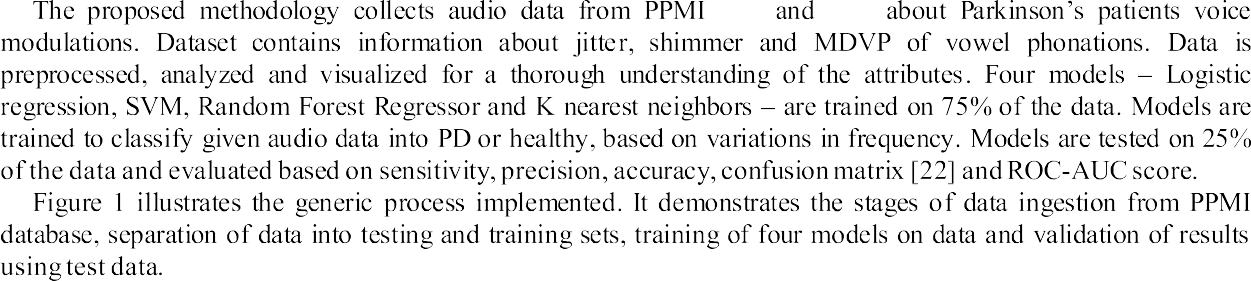 The proposed methodology collects audio data from PPMI and about Parkinson's patients voice
modulations. Dataset contains information about jitter, shimmer and MDVP of vowel phonations. Data is
preprocessed, analyzed and visualized for a thorough understanding of the attributes. Four models – Logistic
regression, SVM, Random Forest Regressor and K nearest neighbors – are trained on 75% of the data. Models are
trained to classify given audio data into PD or healthy, based on variations in frequency. Models are tested on 25%
of the data and evaluated based on sensitivity, precision, accuracy, confusion matrix [22] and ROC-AUC score.
Figure 1 illustrates the generic process implemented. It demonstrates the stages of data ingestion from PPMI
database, separation of data into testing and training sets, training of four models on data and validation of results
using test data.